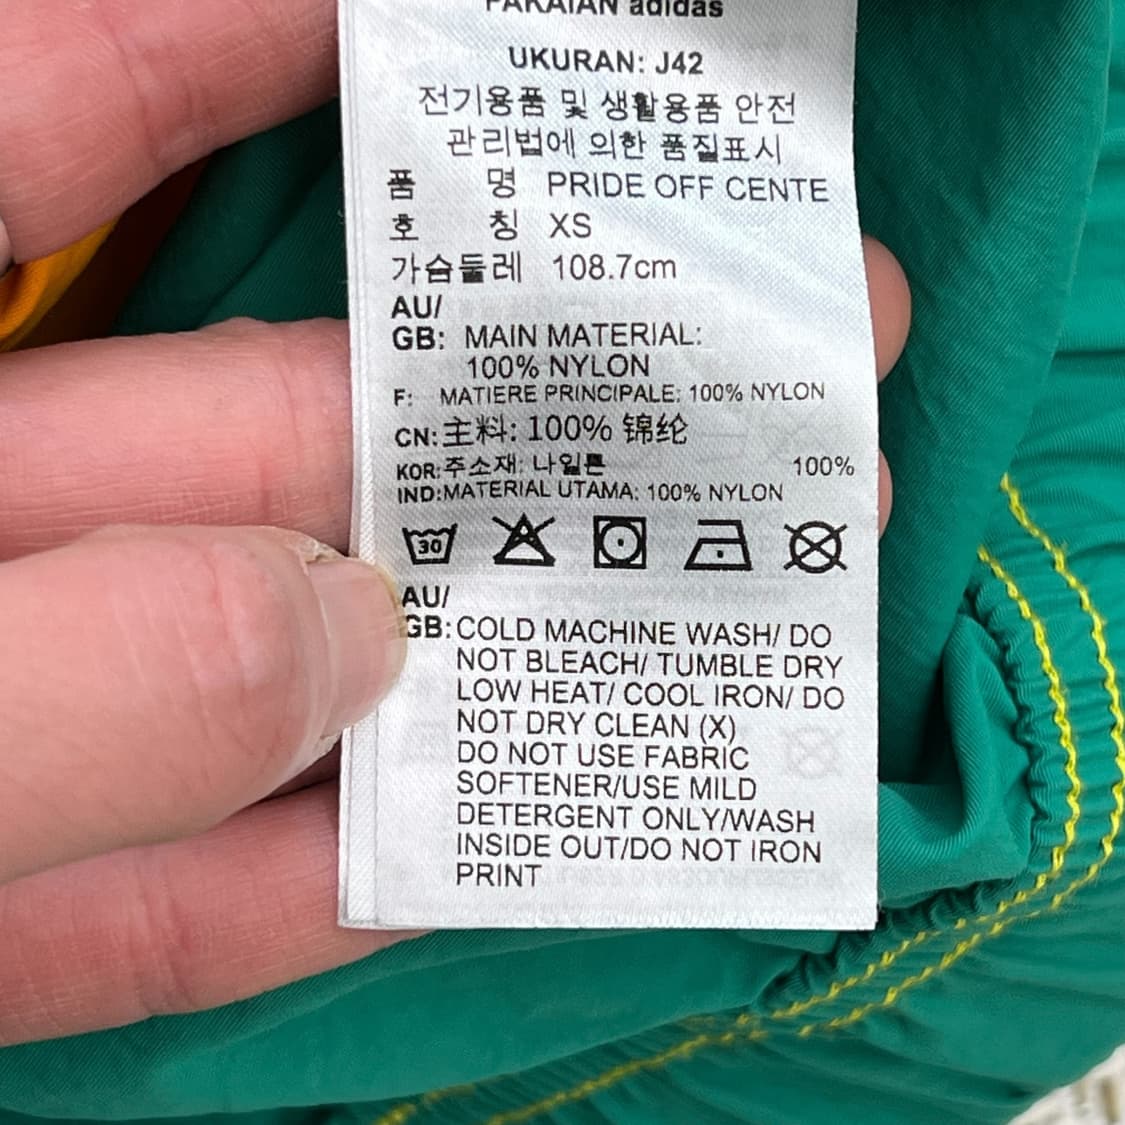 PAKAIAN adidas
UKURAN: J42
전기용품 및 생활용품 안전
관리법에 의한 품질표시
품 명 PRIDE OFF CENTE
호 칭 XS
가슴둘레 108.7cm
AU/
GB: MAIN MATERIAL:
100% NYLON
F: MATIERE PRINCIPALE: 100% NYLON
CN: 主料: 100% 锦纶
KOR: 주소재: 나일론 100%
IND:MATERIAL UTAMA: 100% NYLON
30
AU/
GB: COLD MACHINE WASH/ DO
NOT BLEACH/ TUMBLE DRY
LOW HEAT/ COOL IRON/ DO
NOT DRY CLEAN (X)
DO NOT USE FABRIC
SOFTENER/USE MILD
DETERGENT ONLY/WASH
INSIDE OUT/DO NOT IRON
PRINT